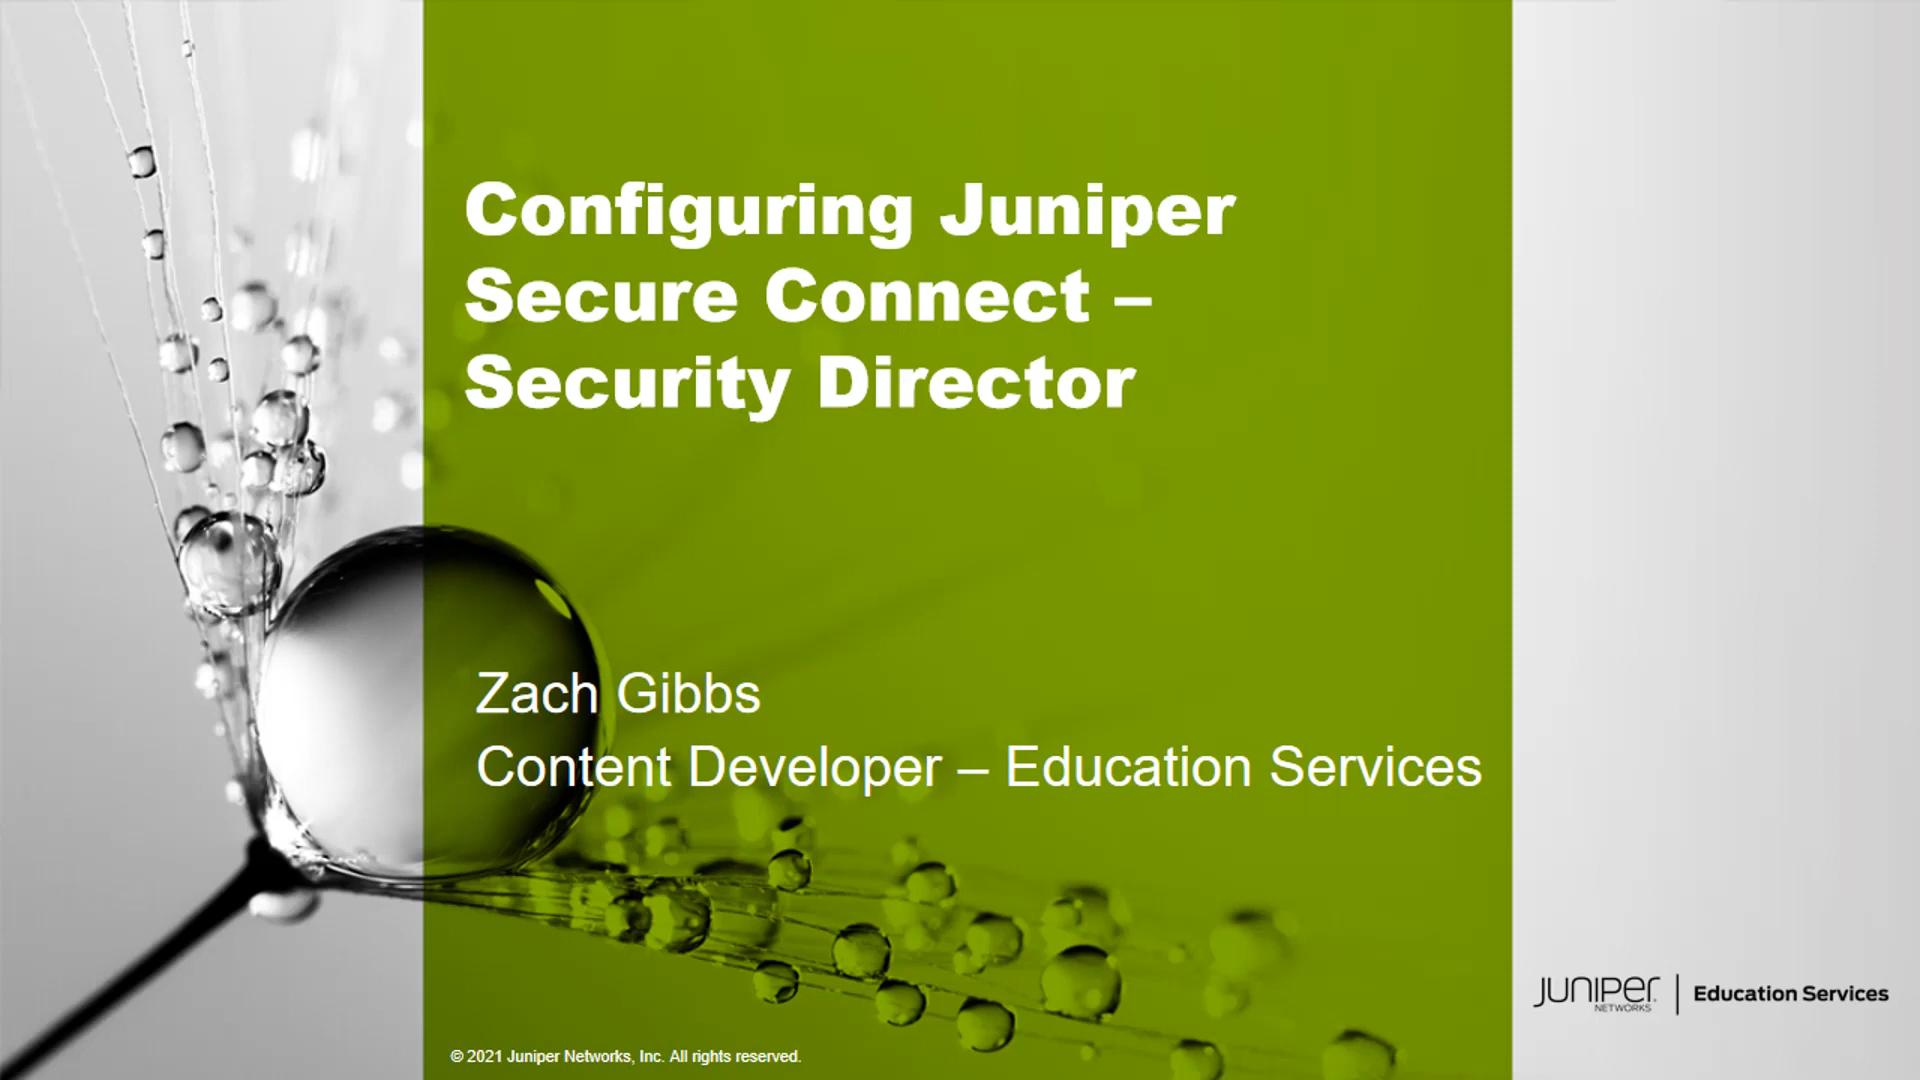 Configuring Juniper
Secure Connect –
Security Director
Zach Gibbs
Content Developer – Education Services
JUNIPEr
NETWORKS
Education Services
© 2021 Juniper Networks, Inc. All rights reserved.